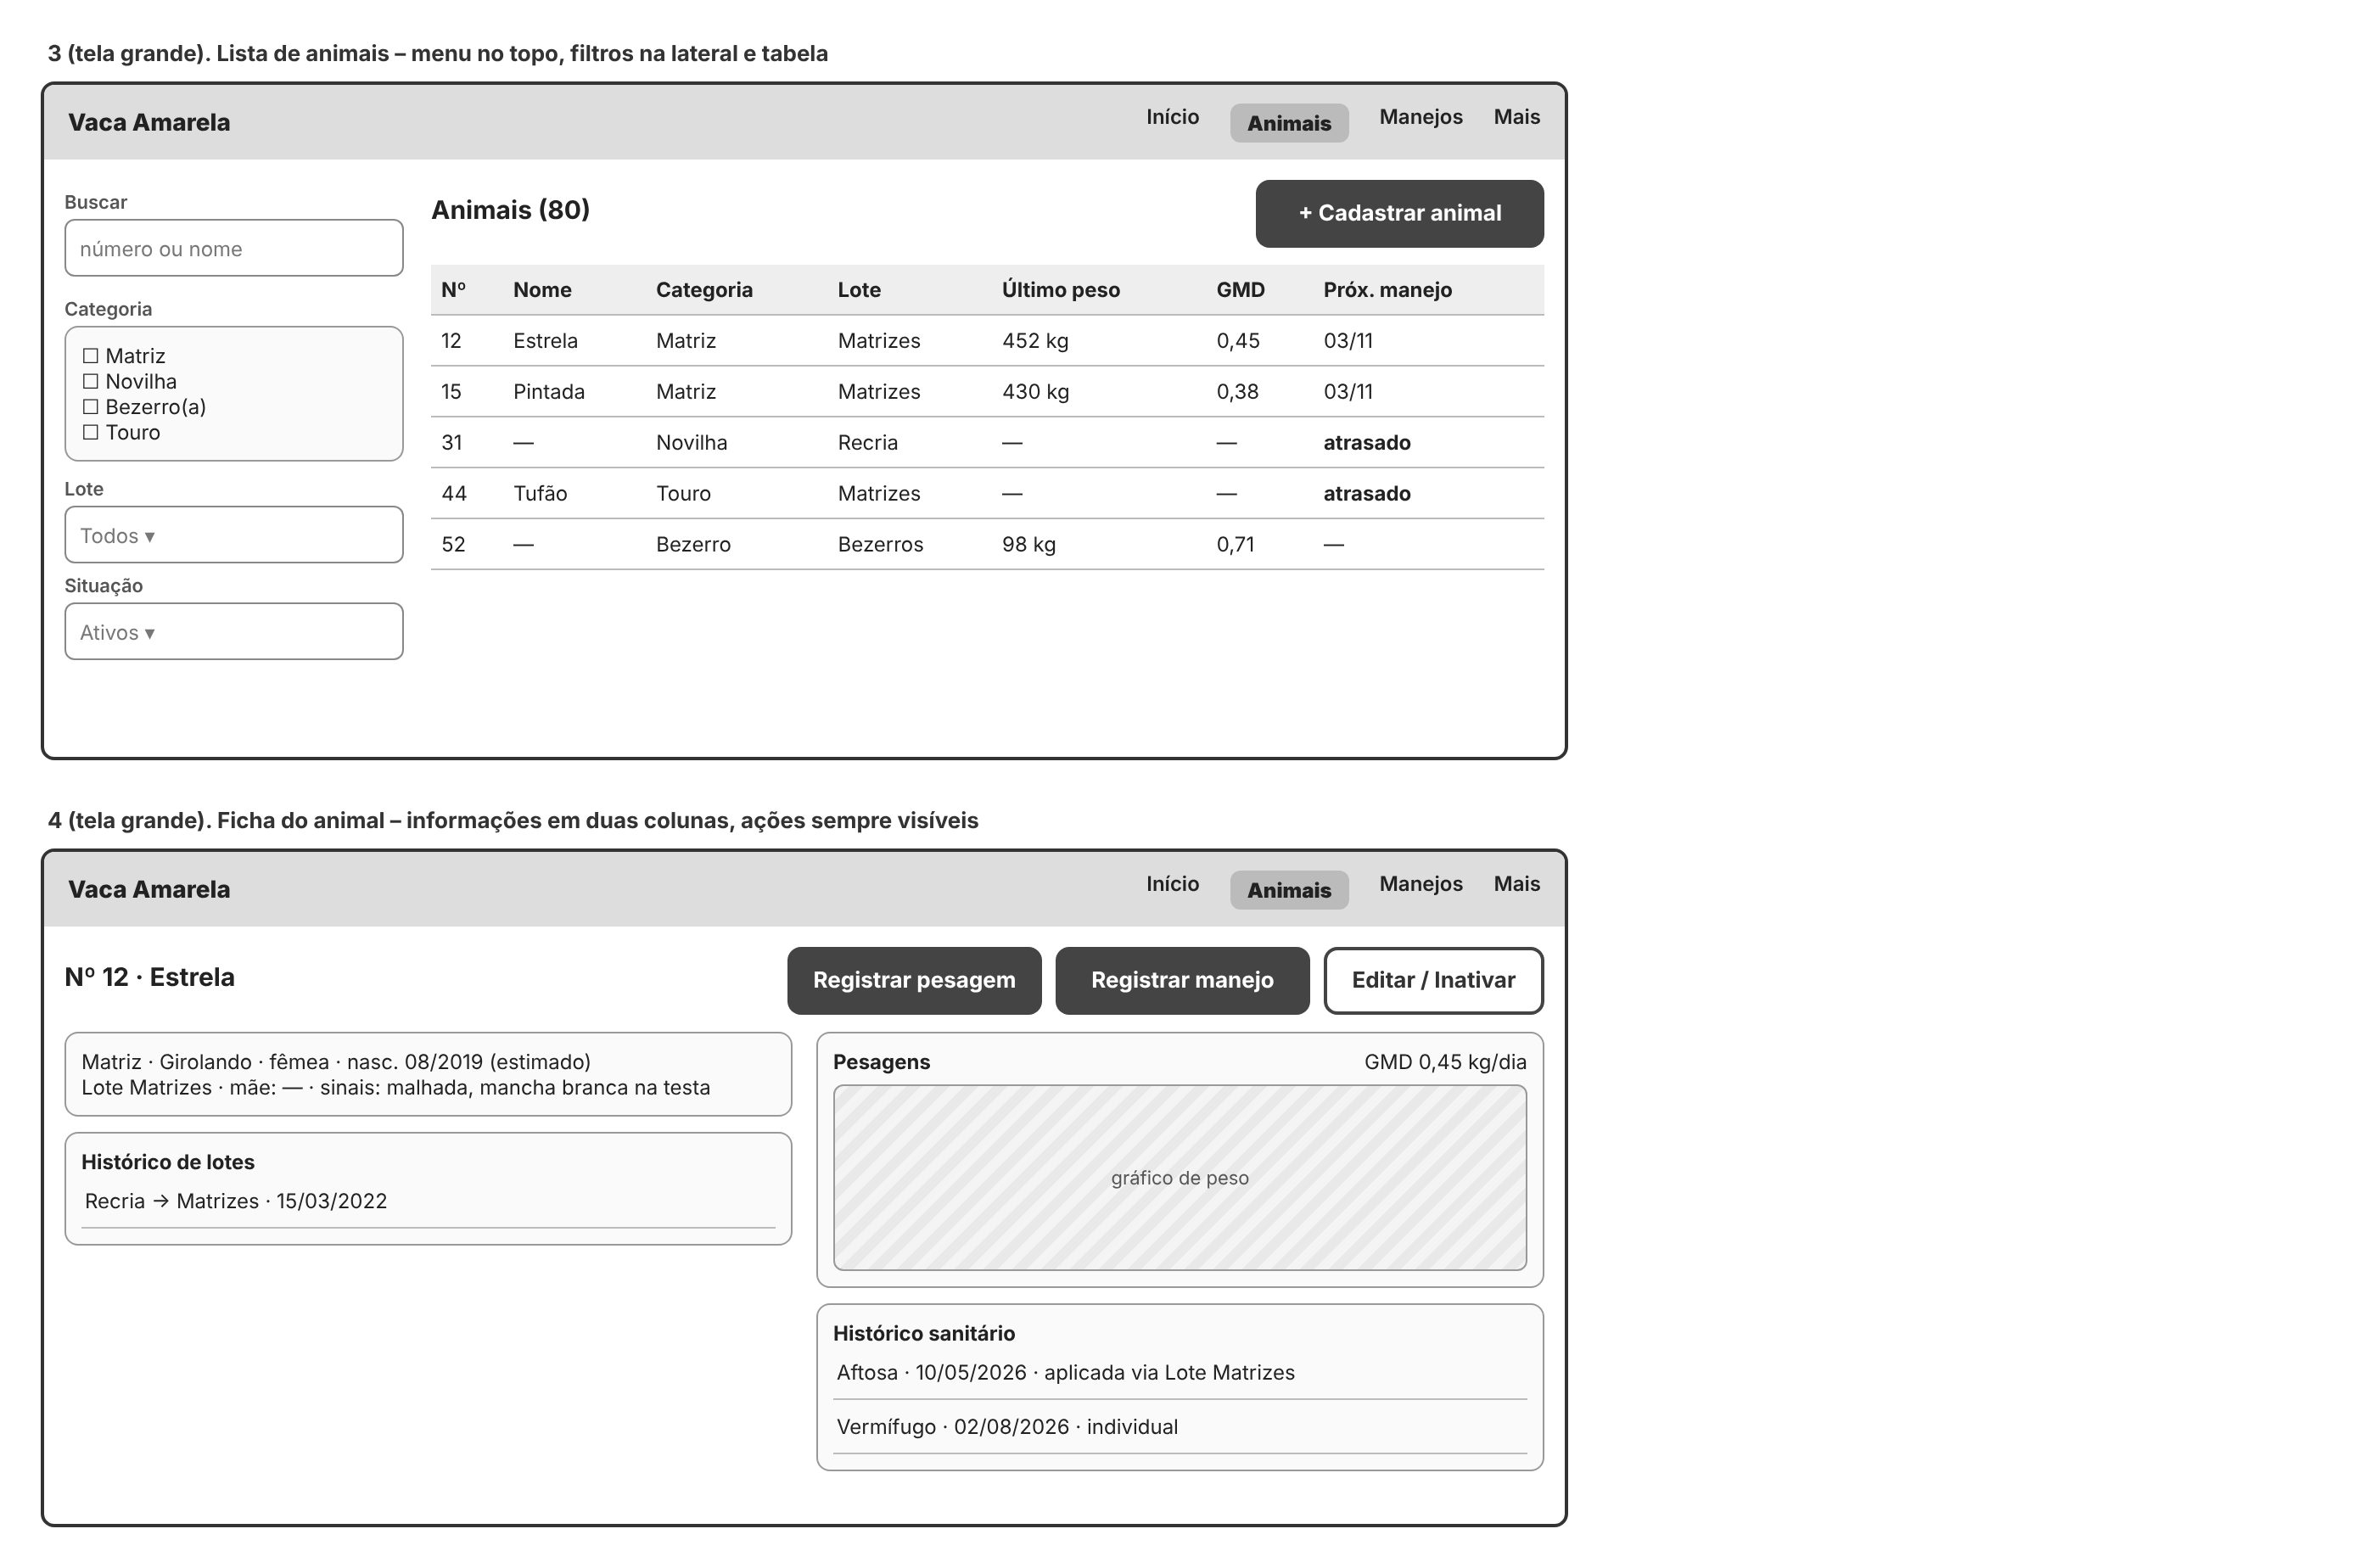 3 (tela grande). Lista de animais – menu no topo, filtros na lateral e tabela
Vaca Amarela
Início Animais Manejos Mais
Buscar
número ou nome
Categoria
☐ Matriz
☐ Novilha
☐ Bezerro(a)
☐ Touro
Lote
Todos ▾
Situação
Ativos ▾
Animais (80)
+ Cadastrar animal
Nº Nome Categoria Lote Último peso GMD Próx. manejo
12 Estrela Matriz Matrizes 452 kg 0,45 03/11
15 Pintada Matriz Matrizes 430 kg 0,38 03/11
31 — Novilha Recria — — atrasado
44 Tufão Touro Matrizes — — atrasado
52 — Bezerro Bezerros 98 kg 0,71 —
4 (tela grande). Ficha do animal – informações em duas colunas, ações sempre visíveis
Vaca Amarela
Início Animais Manejos Mais
Nº 12 · Estrela
Registrar pesagem
Registrar manejo
Editar / Inativar
Matriz · Girolando · fêmea · nasc. 08/2019 (estimado)
Lote Matrizes · mãe: — · sinais: malhada, mancha branca na testa
Histórico de lotes
Recria → Matrizes · 15/03/2022
Pesagens GMD 0,45 kg/dia
gráfico de peso
Histórico sanitário
Aftosa · 10/05/2026 · aplicada via Lote Matrizes
Vermífugo · 02/08/2026 · individual